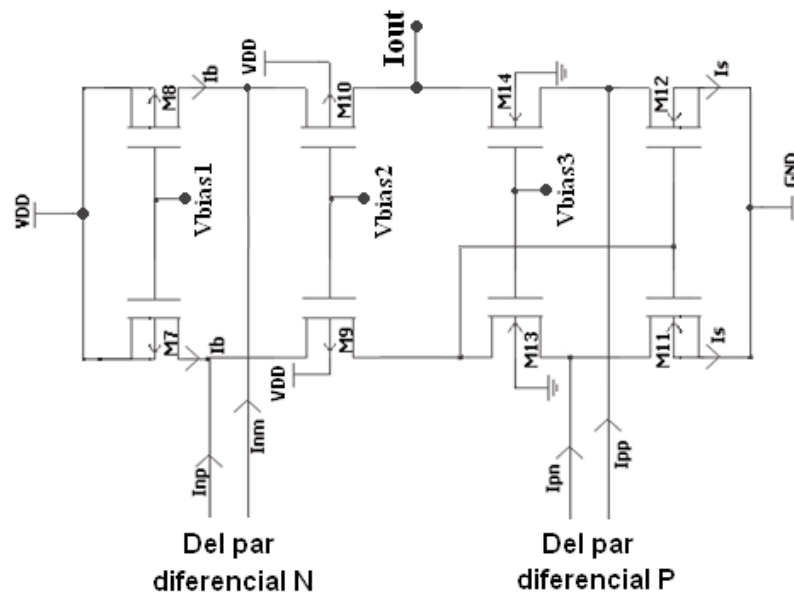 Iout
VDD
M8
Ib
M10
M14
M12
Is
Vbias1
Vbias2
Vbias3
VDD
GND
M7
Ib
M9
VDD
M13
M11
Is
Inp
Inm
Ipn
Ipp
Del par
diferencial N
Del par
diferencial P